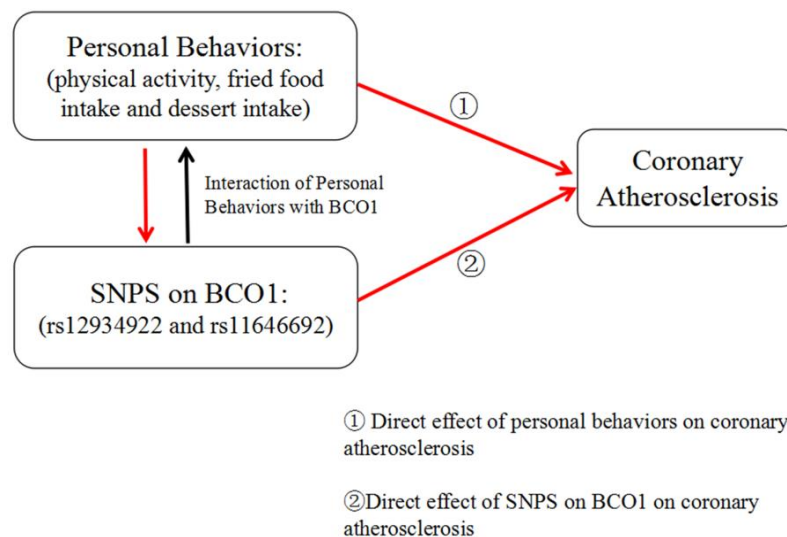 Personal Behaviors:
(physical activity, fried food
intake and dessert intake)
①
Coronary
Atherosclerosis
Interaction of Personal
Behaviors with BCO1
②
SNPS on BCO1:
(rs12934922 and rs11646692)
① Direct effect of personal behaviors on coronary
atherosclerosis
②Direct effect of SNPS on BCO1 on coronary
atherosclerosis